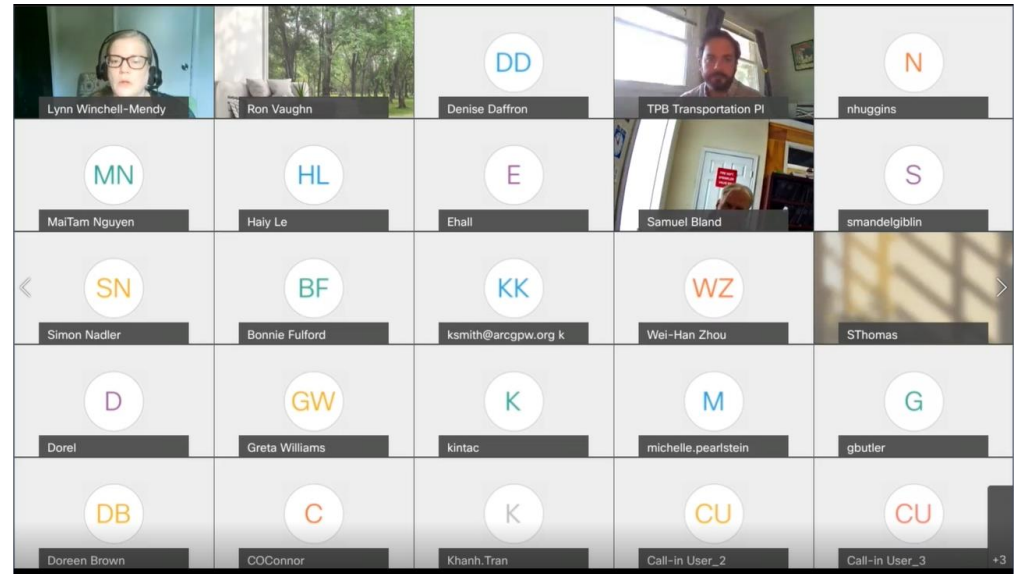 Lynn Winchell-Mendy
Ron Vaughn
DD
Denise Daffron
TPB Transportation Pl
N
nhuggins
MN
MaiTam Nguyen
HL
Haiy Le
E
Ehall
Samuel Bland
S
smandelgiblin
SN
Simon Nadler
BF
Bonnie Fulford
KK
ksmith@arcgpw.org k
WZ
Wei-Han Zhou
SThomas
D
Dorel
GW
Greta Williams
K
kintac
M
michelle.pearlstein
G
gbutler
DB
Doreen Brown
C
COConnor
K
Khanh.Tran
CU
Call-in User_2
CU
Call-in User_3
+3